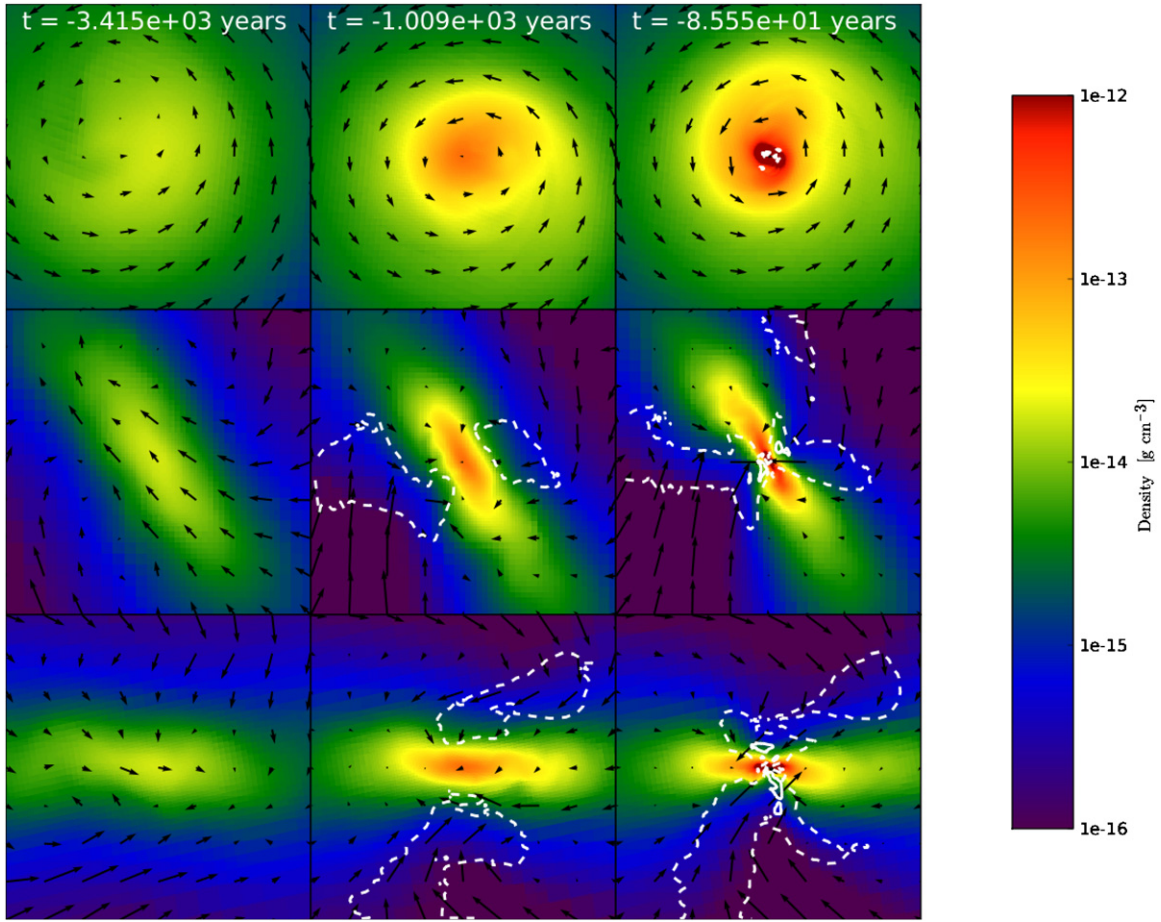 t = -3.415e+03 years
t = -1.009e+03 years
t = -8.555e+01 years
1e-12
1e-13
1e-14
1e-15
1e-16
Density [g cm⁻³]